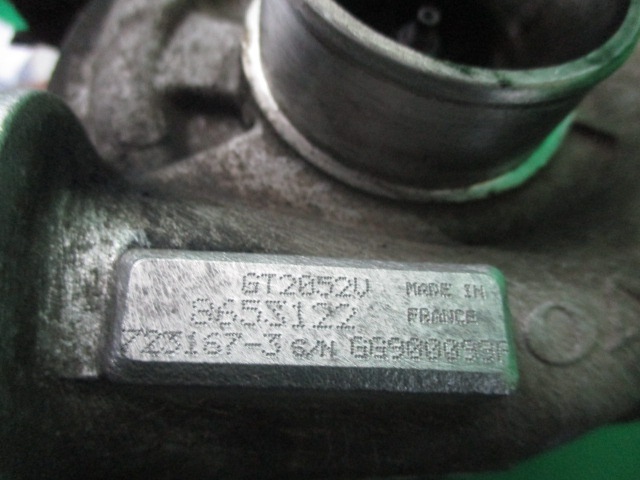 GT2052V MADE IN
8653122 FRANCE
723167-3 S/N